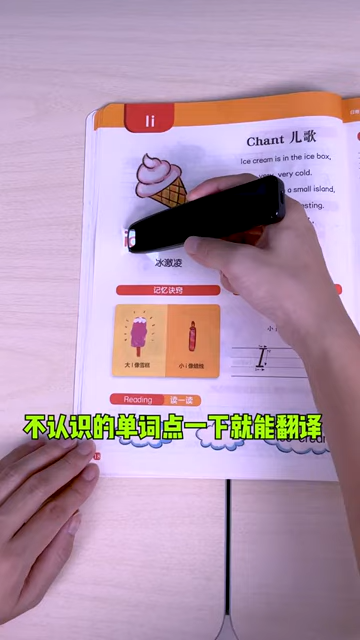 Ii
Chant 儿歌
Ice cream is in the ice box,
very cold.
a small island,
冰激凌
记忆诀窍
大 I 像雪糕
小 i 像蜡烛
Reading 读一读
不认识的单词点一下就能翻译